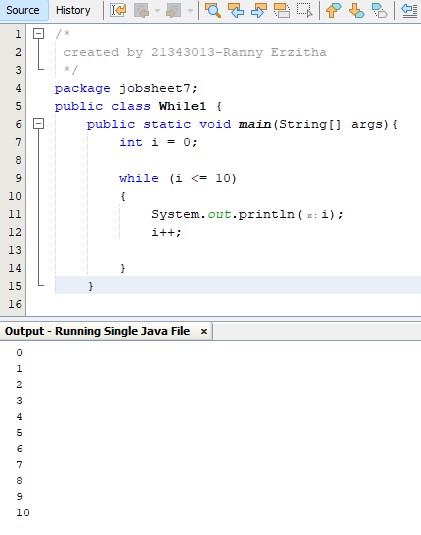 Source History
1 /*
2 created by 21343013-Ranny Erzitha
3 */
4 package jobsheet7;
5 public class While1 {
6 public static void main(String[] args){
7 int i = 0;
8
9 while (i <= 10)
10 {
11 System.out.println( x: i);
12 i++;
13
14 }
15 }
16
Output - Running Single Java File ×
0
1
2
3
4
5
6
7
8
9
10